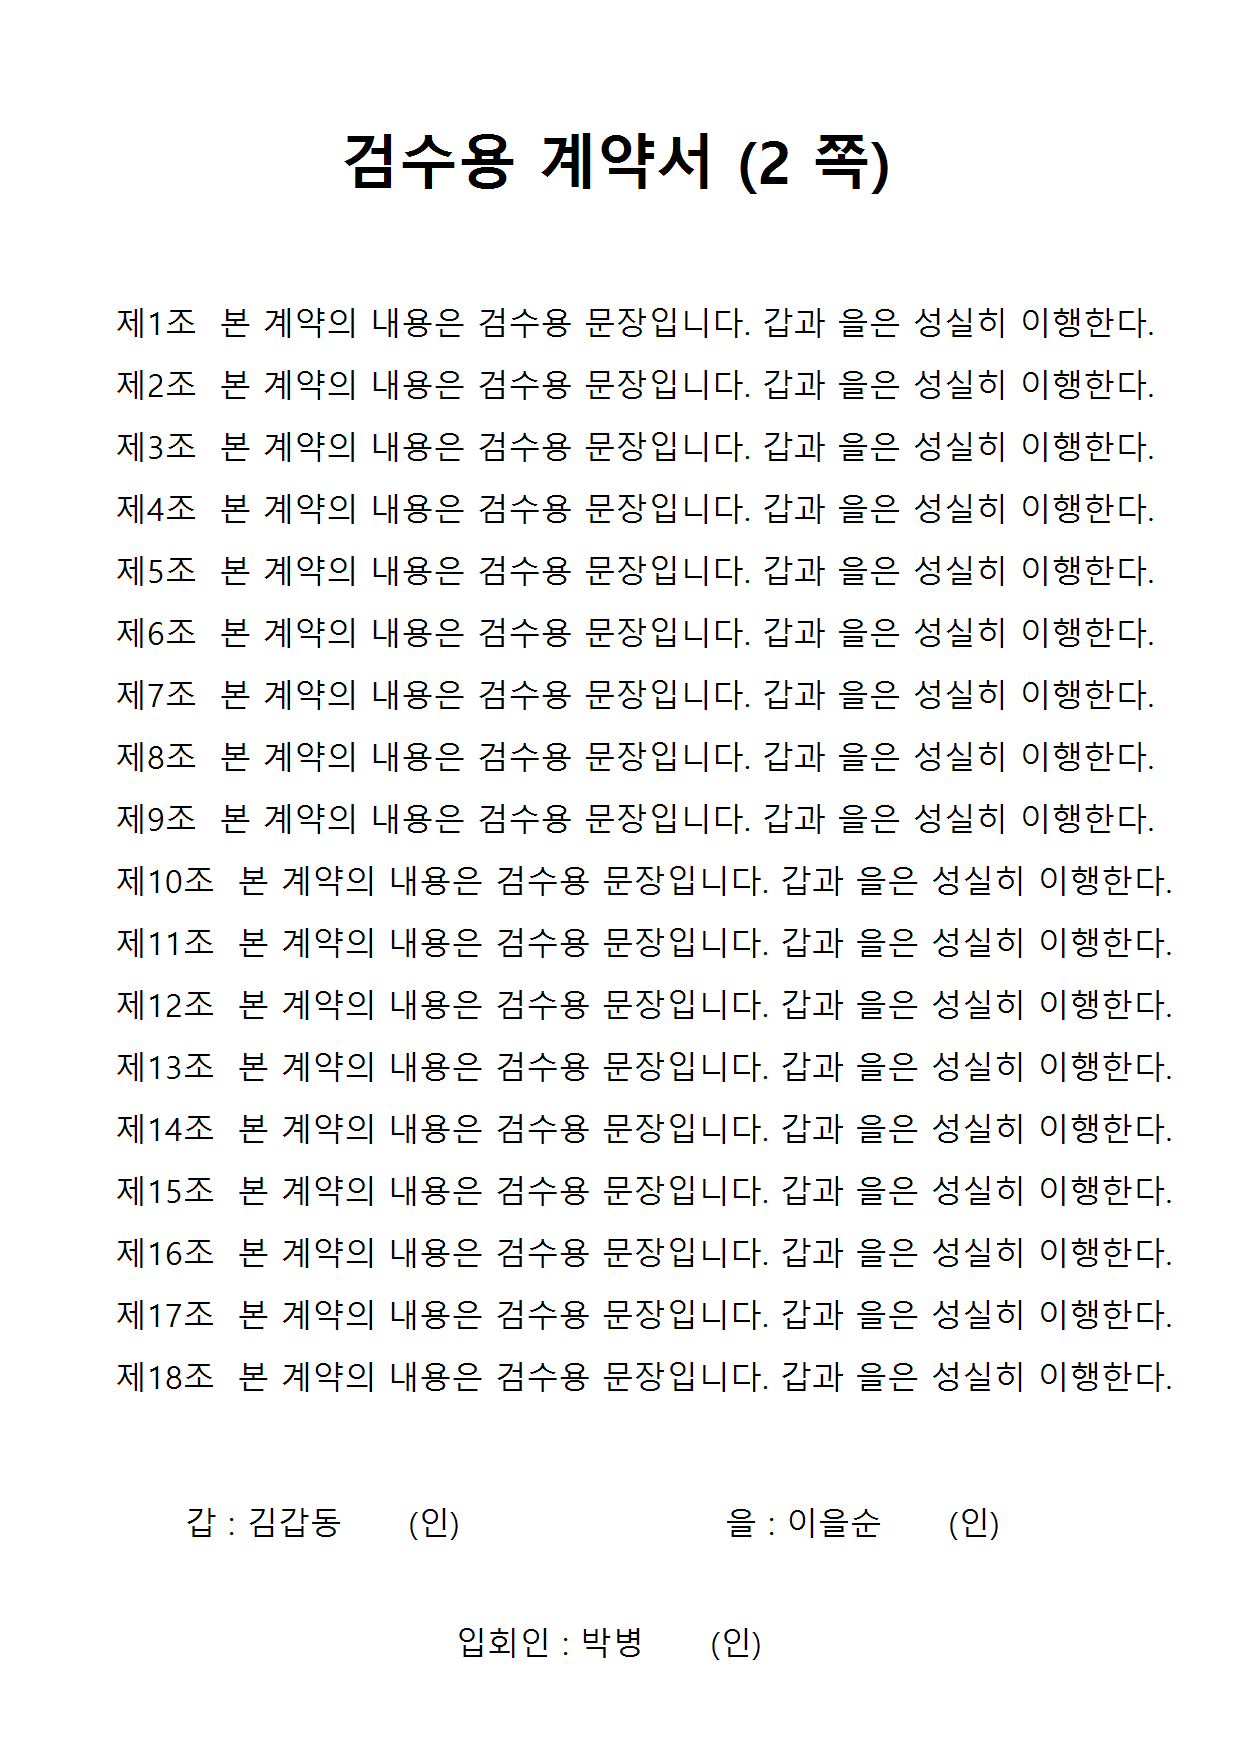 검수용 계약서 (2 쪽)
제1조 본 계약의 내용은 검수용 문장입니다. 갑과 을은 성실히 이행한다.
제2조 본 계약의 내용은 검수용 문장입니다. 갑과 을은 성실히 이행한다.
제3조 본 계약의 내용은 검수용 문장입니다. 갑과 을은 성실히 이행한다.
제4조 본 계약의 내용은 검수용 문장입니다. 갑과 을은 성실히 이행한다.
제5조 본 계약의 내용은 검수용 문장입니다. 갑과 을은 성실히 이행한다.
제6조 본 계약의 내용은 검수용 문장입니다. 갑과 을은 성실히 이행한다.
제7조 본 계약의 내용은 검수용 문장입니다. 갑과 을은 성실히 이행한다.
제8조 본 계약의 내용은 검수용 문장입니다. 갑과 을은 성실히 이행한다.
제9조 본 계약의 내용은 검수용 문장입니다. 갑과 을은 성실히 이행한다.
제10조 본 계약의 내용은 검수용 문장입니다. 갑과 을은 성실히 이행한다.
제11조 본 계약의 내용은 검수용 문장입니다. 갑과 을은 성실히 이행한다.
제12조 본 계약의 내용은 검수용 문장입니다. 갑과 을은 성실히 이행한다.
제13조 본 계약의 내용은 검수용 문장입니다. 갑과 을은 성실히 이행한다.
제14조 본 계약의 내용은 검수용 문장입니다. 갑과 을은 성실히 이행한다.
제15조 본 계약의 내용은 검수용 문장입니다. 갑과 을은 성실히 이행한다.
제16조 본 계약의 내용은 검수용 문장입니다. 갑과 을은 성실히 이행한다.
제17조 본 계약의 내용은 검수용 문장입니다. 갑과 을은 성실히 이행한다.
제18조 본 계약의 내용은 검수용 문장입니다. 갑과 을은 성실히 이행한다.
갑 : 김갑동 (인) 을 : 이을순 (인)
입회인 : 박병 (인)